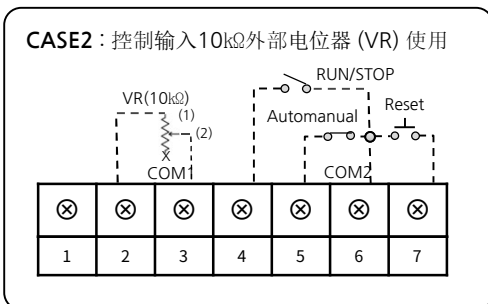 CASE2：控制输入10kΩ外部电位器 (VR) 使用
RUN/STOP
VR(10kΩ)
(1)
Automanual
Reset
(2)
X
COM1
COM2
1 2 3 4 5 6 7